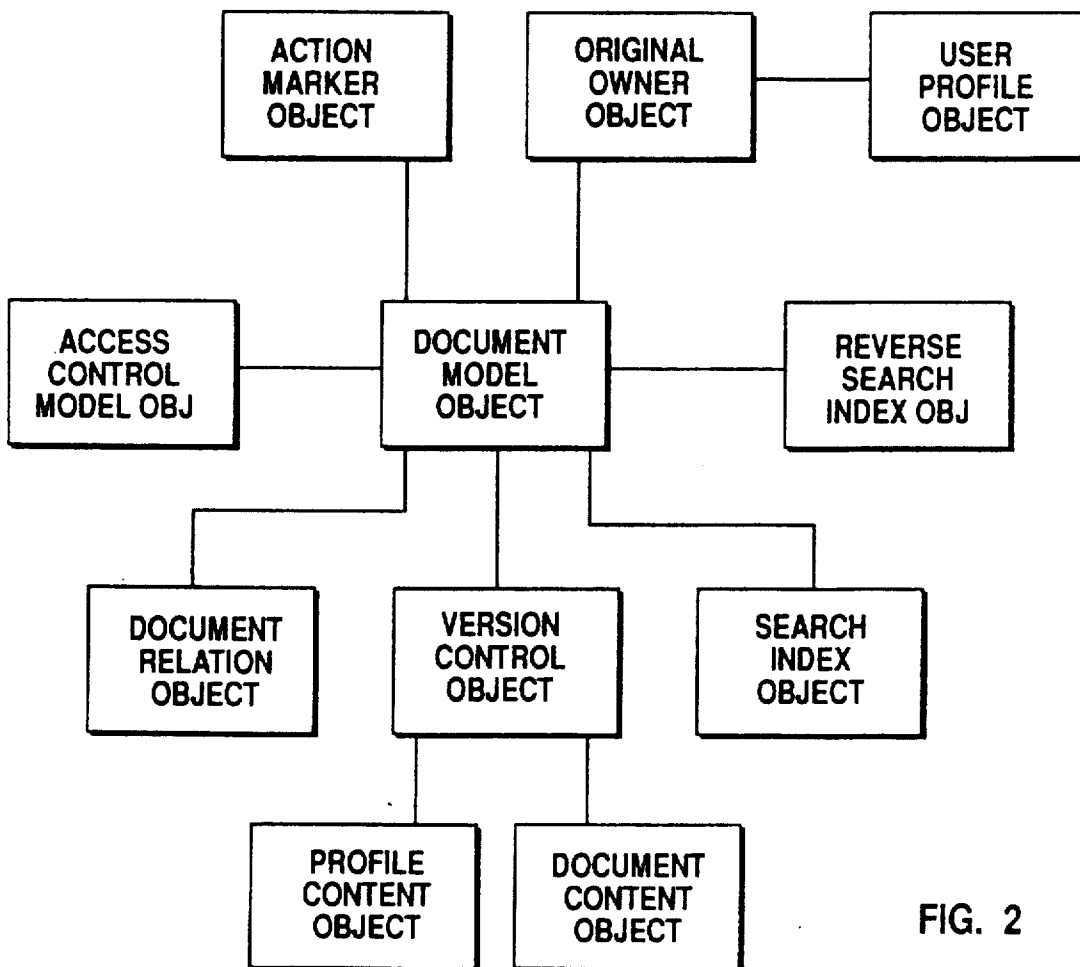 ACTION
MARKER
OBJECT
ORIGINAL
OWNER
OBJECT
USER
PROFILE
OBJECT
ACCESS
CONTROL
MODEL OBJ
DOCUMENT
MODEL
OBJECT
REVERSE
SEARCH
INDEX OBJ
DOCUMENT
RELATION
OBJECT
VERSION
CONTROL
OBJECT
SEARCH
INDEX
OBJECT
PROFILE
CONTENT
OBJECT
DOCUMENT
CONTENT
OBJECT
FIG. 2